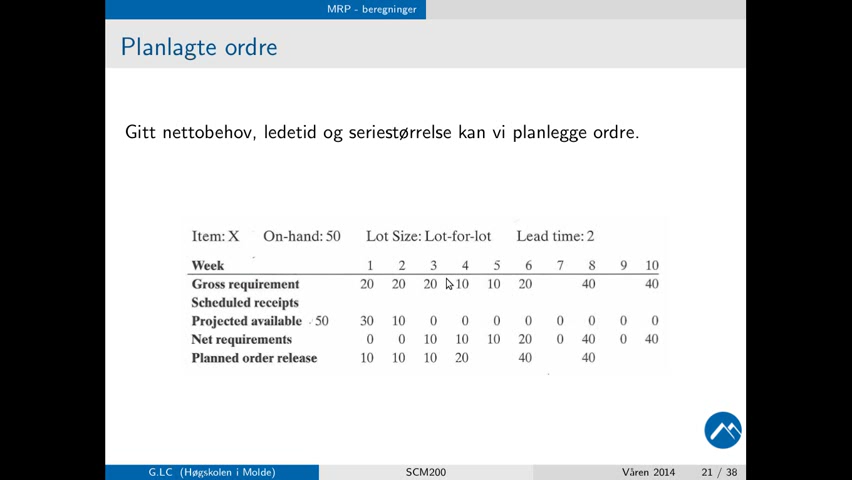 MRP - beregninger
Planlagte ordre
Gitt nettobehov, ledetid og seriestørrelse kan vi planlegge ordre.
Item: X On-hand: 50 Lot Size: Lot-for-lot Lead time: 2
Week 1 2 3 4 5 6 7 8 9 10
Gross requirement 20 20 20 10 10 20 40 40
Scheduled receipts
Projected available 50 30 10 0 0 0 0 0 0 0 0
Net requirements 0 0 10 10 10 20 0 40 0 40
Planned order release 10 10 10 20 40 40
G.LC (Høgskolen i Molde) SCM200 Våren 2014 21 / 38